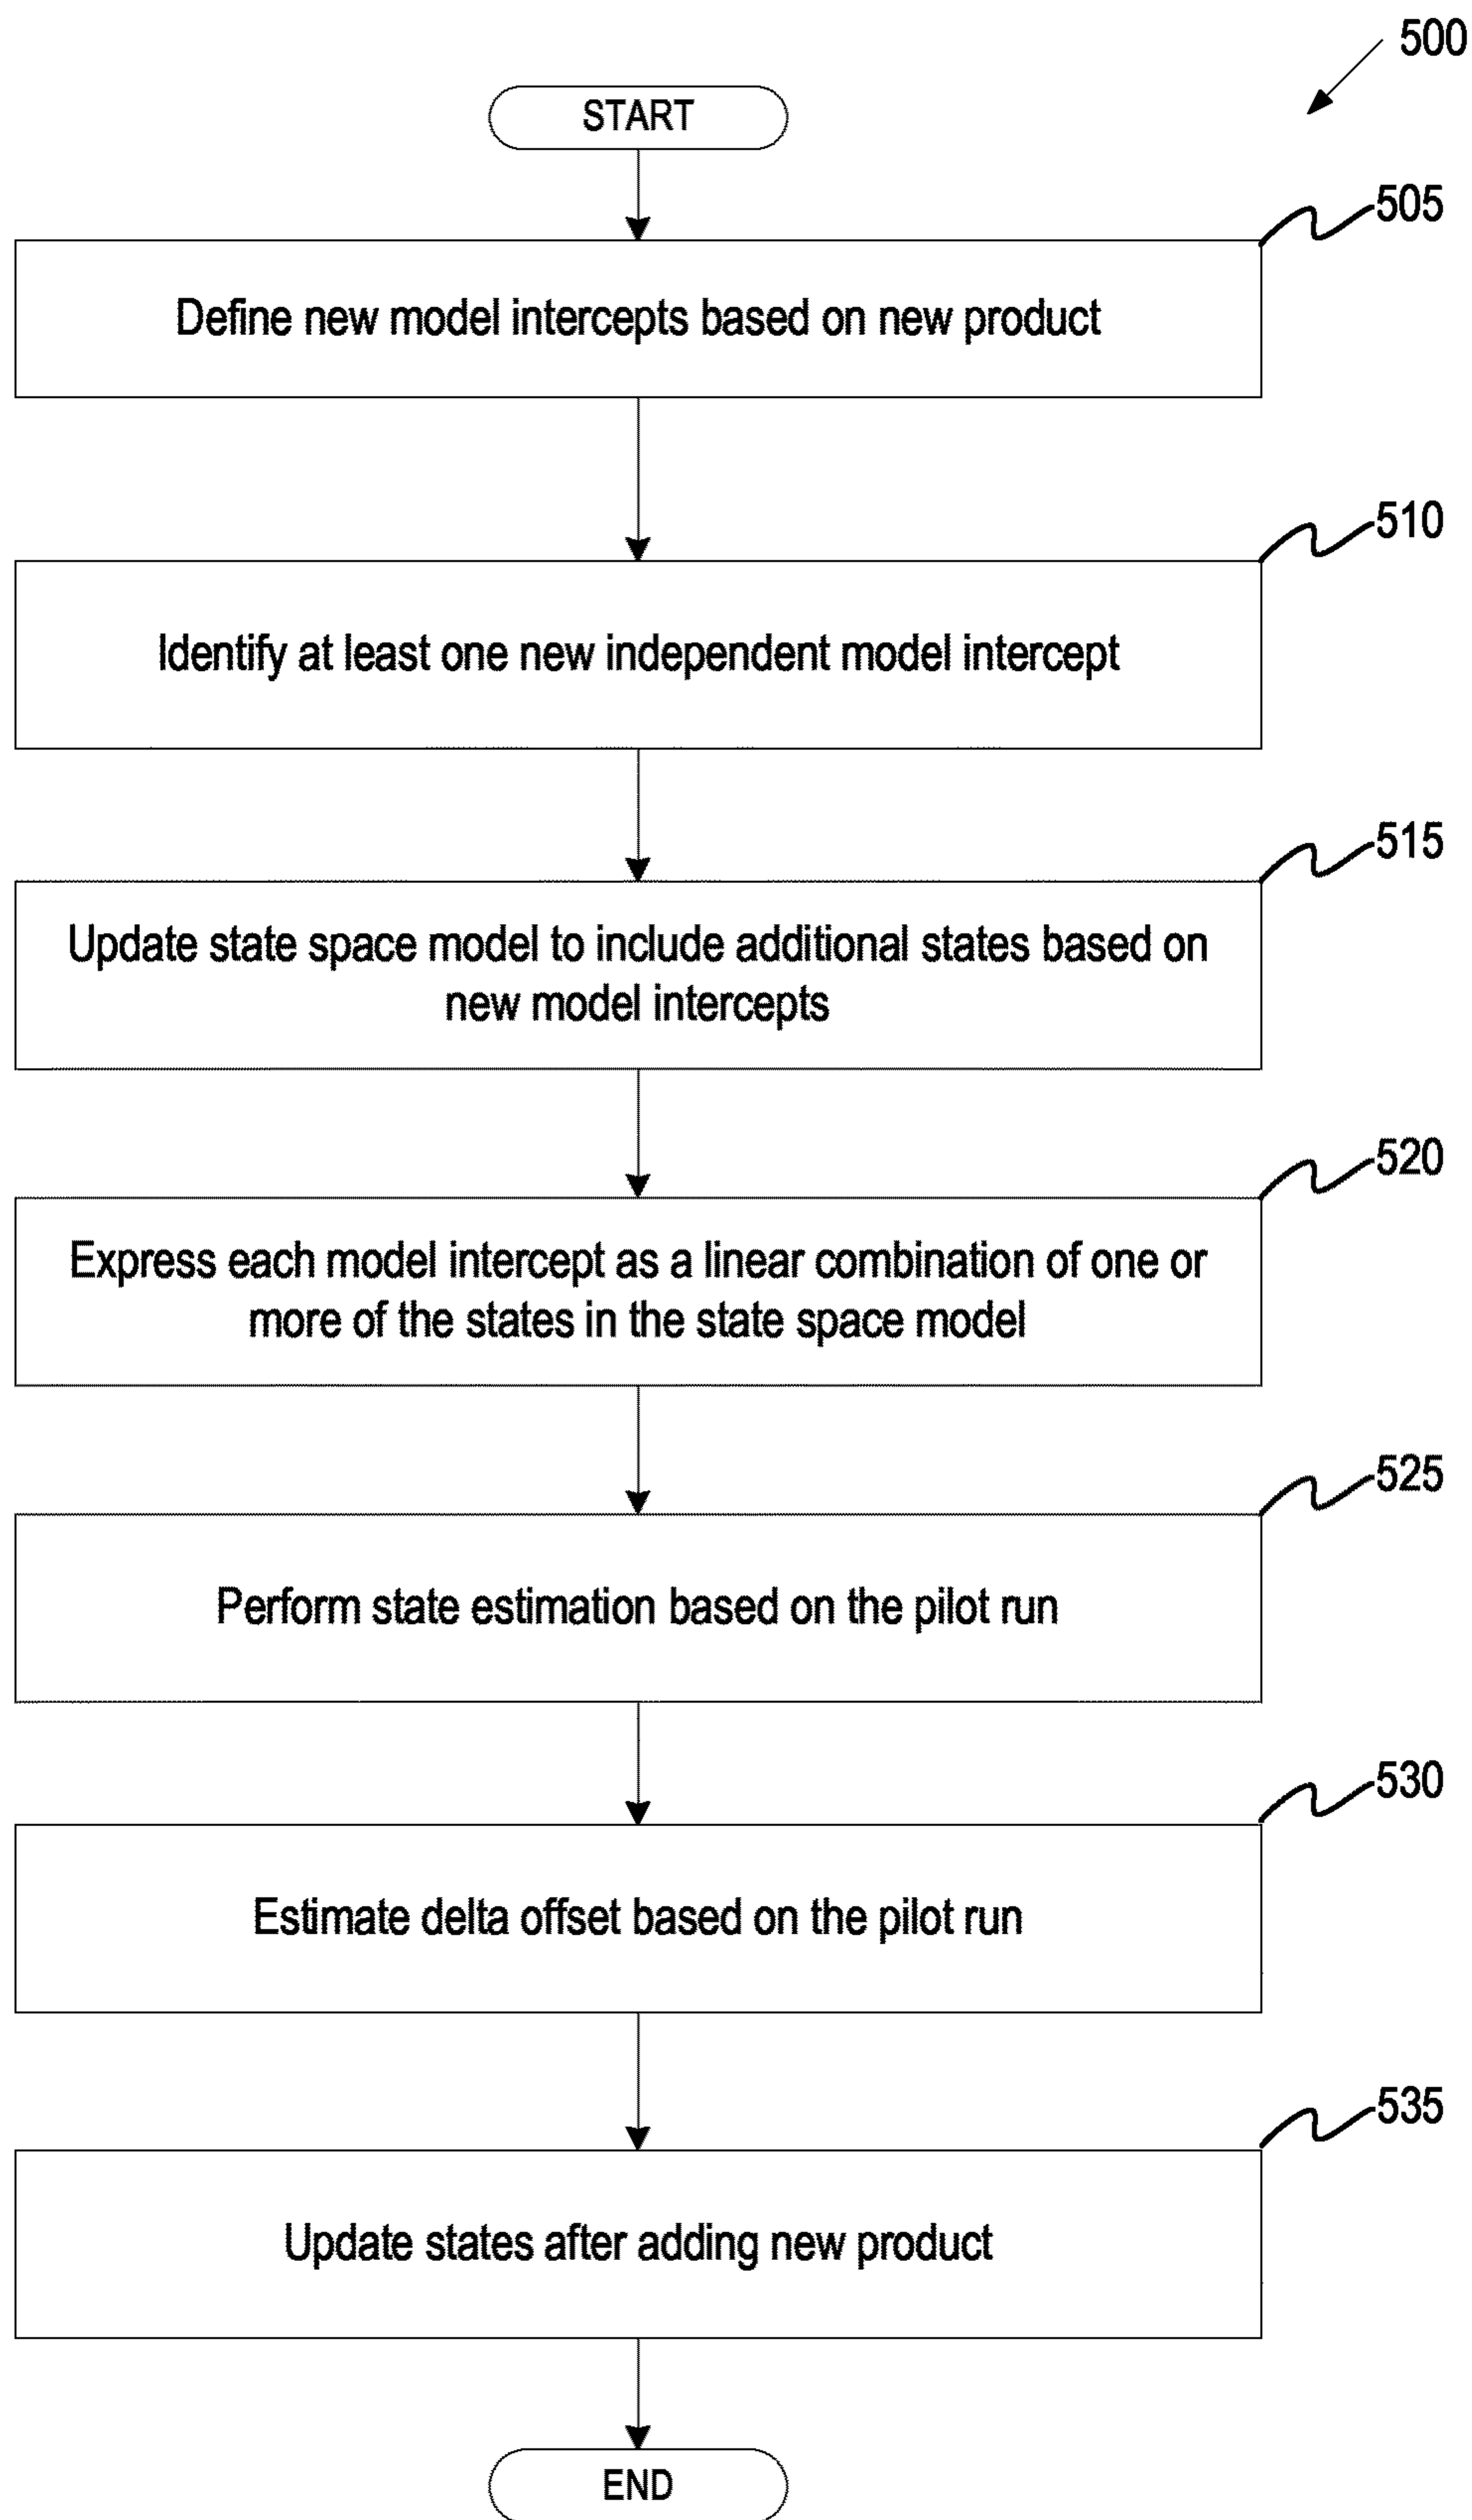 500
START
505
Define new model intercepts based on new product
510
Identify at least one new independent model intercept
515
Update state space model to include additional states based on
new model intercepts
520
Express each model intercept as a linear combination of one or
more of the states in the state space model
525
Perform state estimation based on the pilot run
530
Estimate delta offset based on the pilot run
535
Update states after adding new product
END